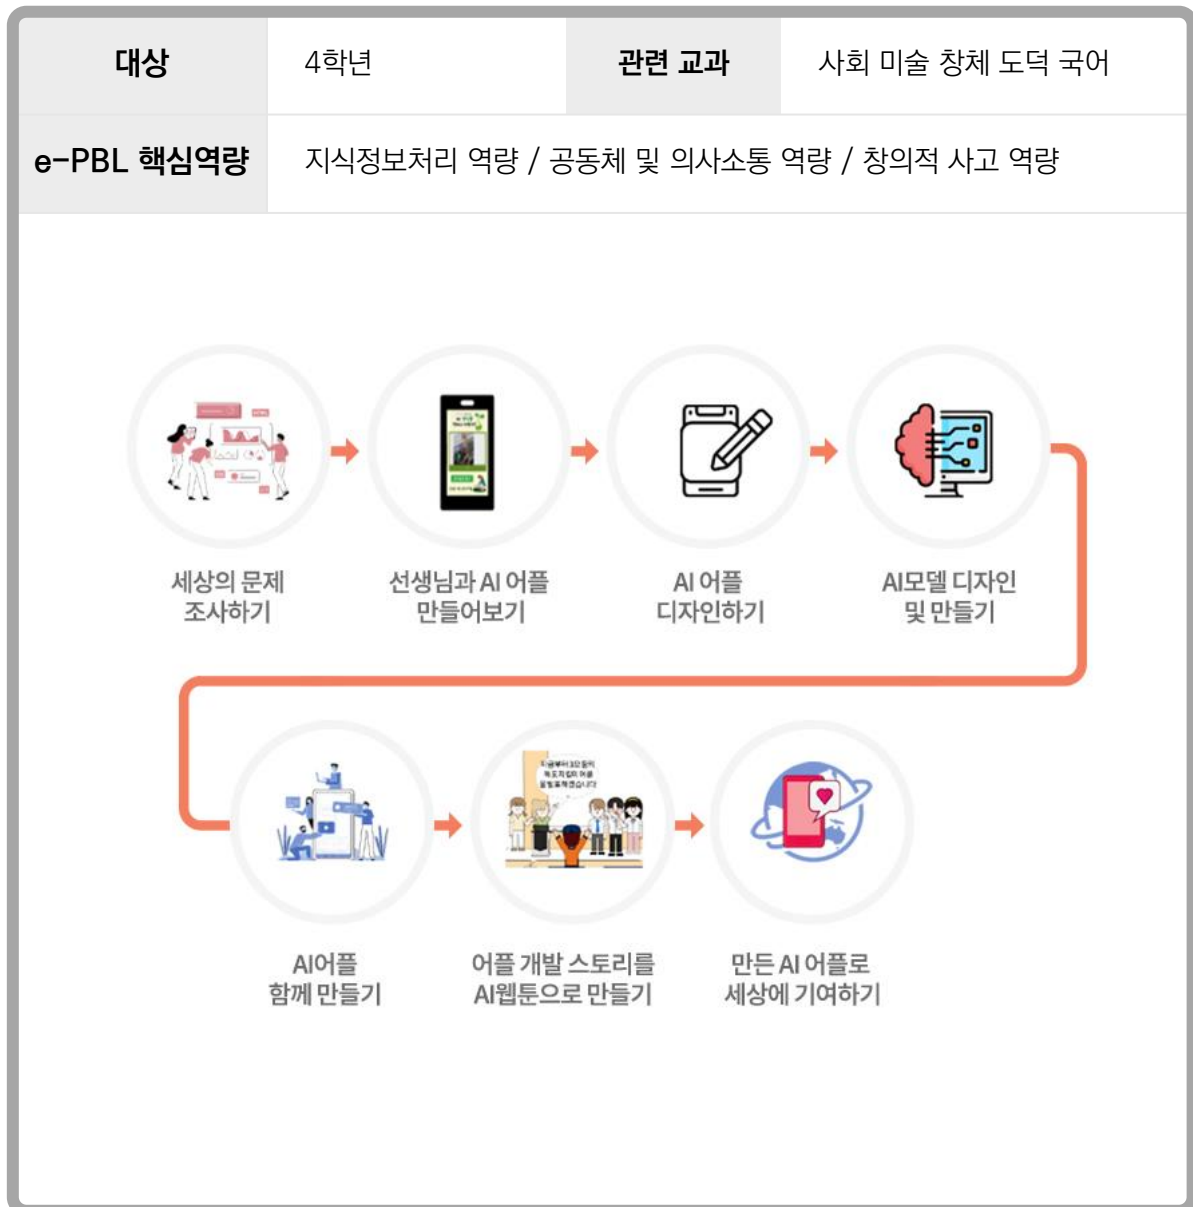 대상 4학년 관련 교과 사회 미술 창체 도덕 국어
e-PBL 핵심역량 지식정보처리 역량 / 공동체 및 의사소통 역량 / 창의적 사고 역량
세상의 문제
조사하기
선생님과 AI 어플
만들어보기
AI 어플
디자인하기
AI모델 디자인
및 만들기
AI어플
함께 만들기
어플 개발 스토리를
AI웹툰으로 만들기
만든 AI 어플로
세상에 기여하기